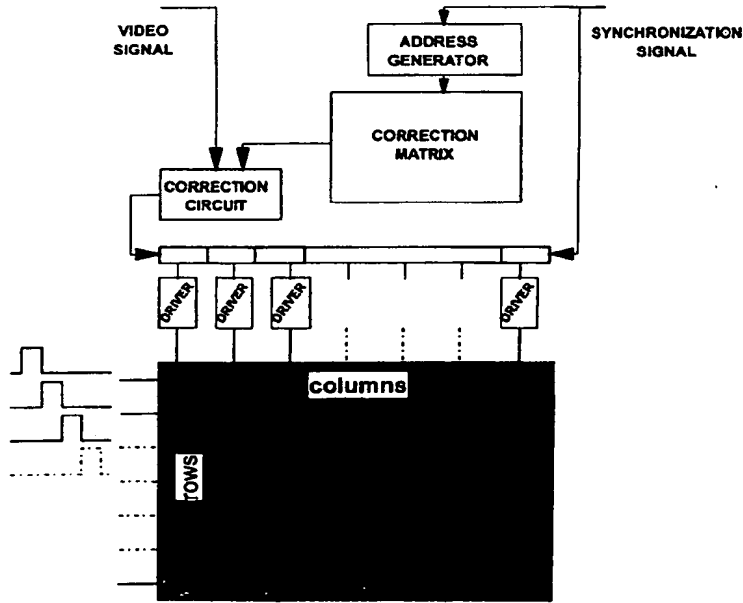 VIDEO
SIGNAL
ADDRESS
GENERATOR
SYNCHRONIZATION
SIGNAL
CORRECTION
MATRIX
CORRECTION
CIRCUIT
DRIVER
DRIVER
DRIVER
DRIVER
columns
rows